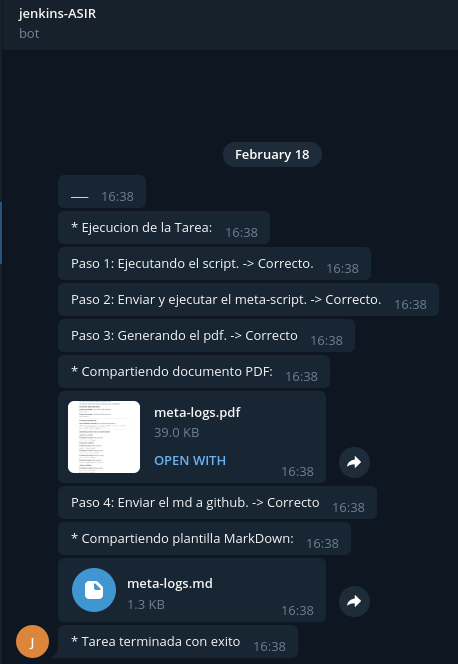 jenkins-ASIR
bot
February 18
__ 16:38
* Ejecucion de la Tarea: 16:38
Paso 1: Ejecutando el script. -> Correcto. 16:38
Paso 2: Enviar y ejecutar el meta-script. -> Correcto. 16:38
Paso 3: Generando el pdf. -> Correcto 16:38
* Compartiendo documento PDF: 16:38
meta-logs.pdf
39.0 KB
OPEN WITH
16:38
Paso 4: Enviar el md a github. -> Correcto 16:38
* Compartiendo plantilla MarkDown: 16:38
meta-logs.md
1.3 KB
16:38
J
* Tarea terminada con exito 16:38